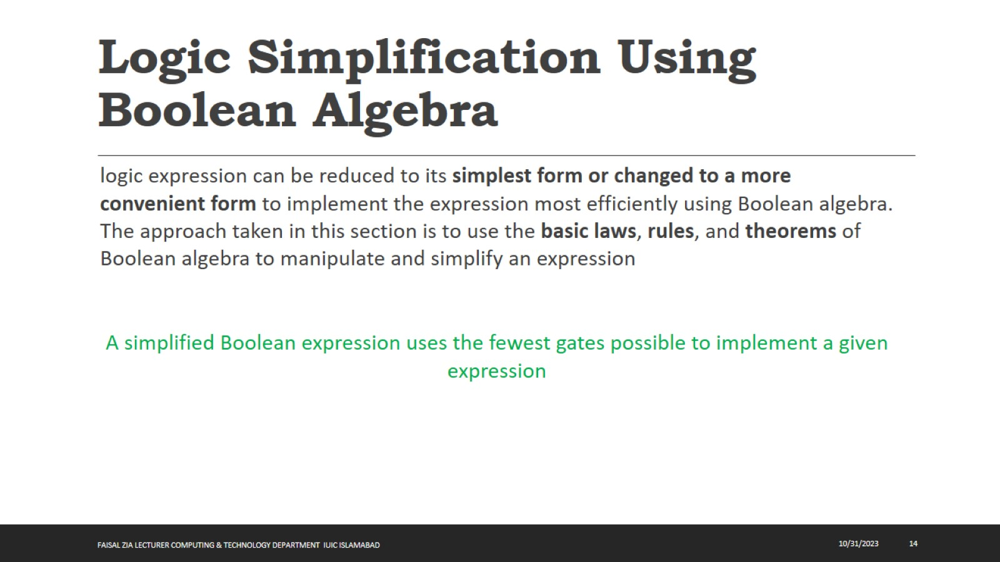 Logic Simplification Using
Boolean Algebra
logic expression can be reduced to its simplest form or changed to a more
convenient form to implement the expression most efficiently using Boolean algebra.
The approach taken in this section is to use the basic laws, rules, and theorems of
Boolean algebra to manipulate and simplify an expression
A simplified Boolean expression uses the fewest gates possible to implement a given
expression
FAISAL ZIA LECTURER COMPUTING & TECHNOLOGY DEPARTMENT IUIC ISLAMABAD
10/31/2023
14